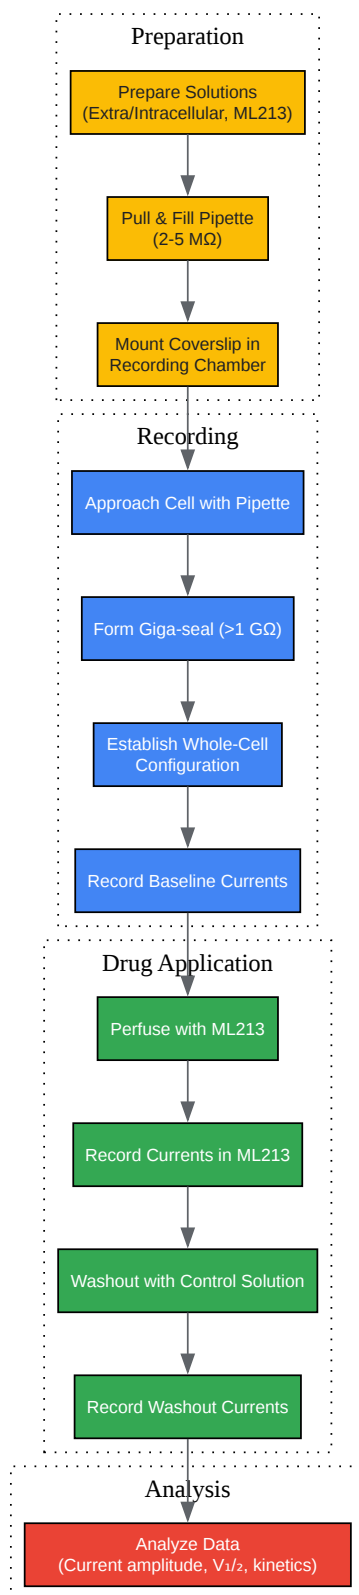 Preparation
Prepare Solutions
(Extra/Intracellular, ML213)
Pull & Fill Pipette
(2-5 MΩ)
Mount Coverslip in
Recording Chamber
Recording
Approach Cell with Pipette
Form Giga-seal (>1 GΩ)
Establish Whole-Cell
Configuration
Record Baseline Currents
Drug Application
Perfuse with ML213
Record Currents in ML213
Washout with Control Solution
Record Washout Currents
Analysis
Analyze Data
(Current amplitude, V₁/₂, kinetics)